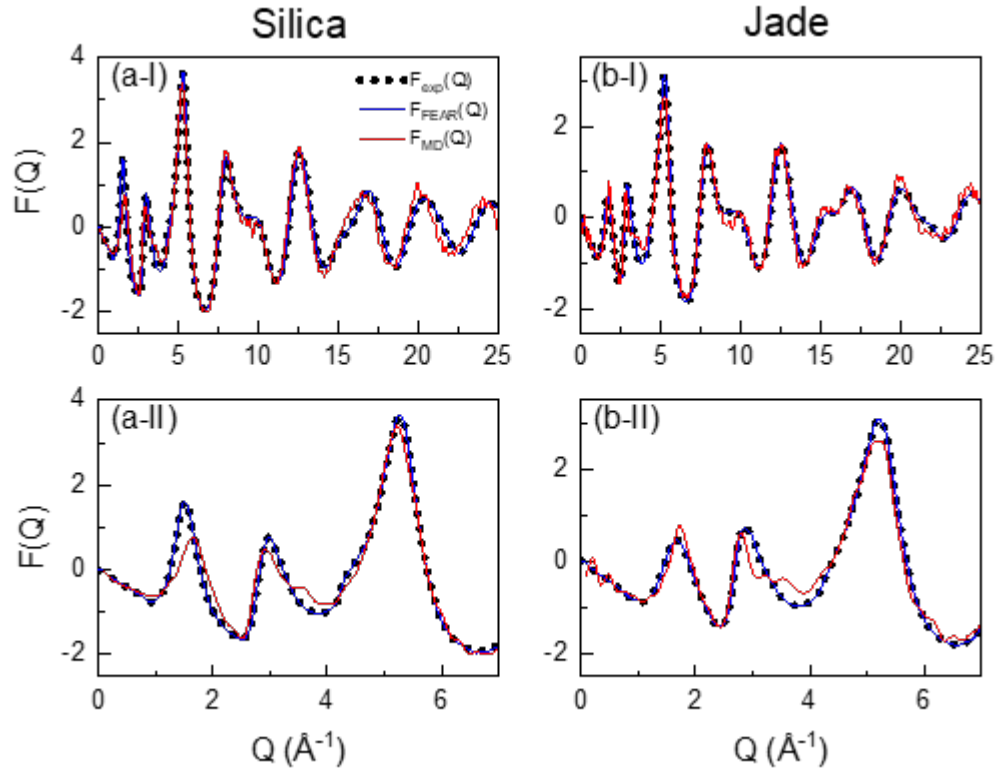 Silica
Jade
(a-I)
F_exp(Q)
F_FEAR(Q)
F_MD(Q)
(b-I)
F(Q)
4
2
0
-2
2
0
-2
0 5 10 15 20 25
0 5 10 15 20 25
(a-II)
(b-II)
F(Q)
4
2
0
-2
2
0
-2
0 2 4 6
0 2 4 6
Q (Å⁻¹)
Q (Å⁻¹)